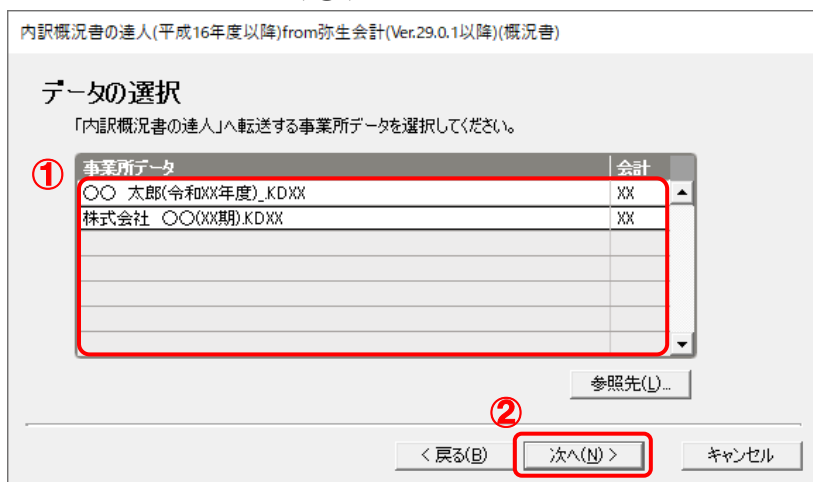 内訳概況書の達人(平成16年度以降)from弥生会計(Ver.29.0.1以降)(概況書)
データの選択
「内訳概況書の達人」へ転送する事業所データを選択してください。
①
事業所データ 会計
〇〇 太郎(令和XX年度)_.KDXX XX
株式会社 〇〇(XX期).KDXX XX
参照先(L)...
②
< 戻る(B) 次へ(N) > キャンセル